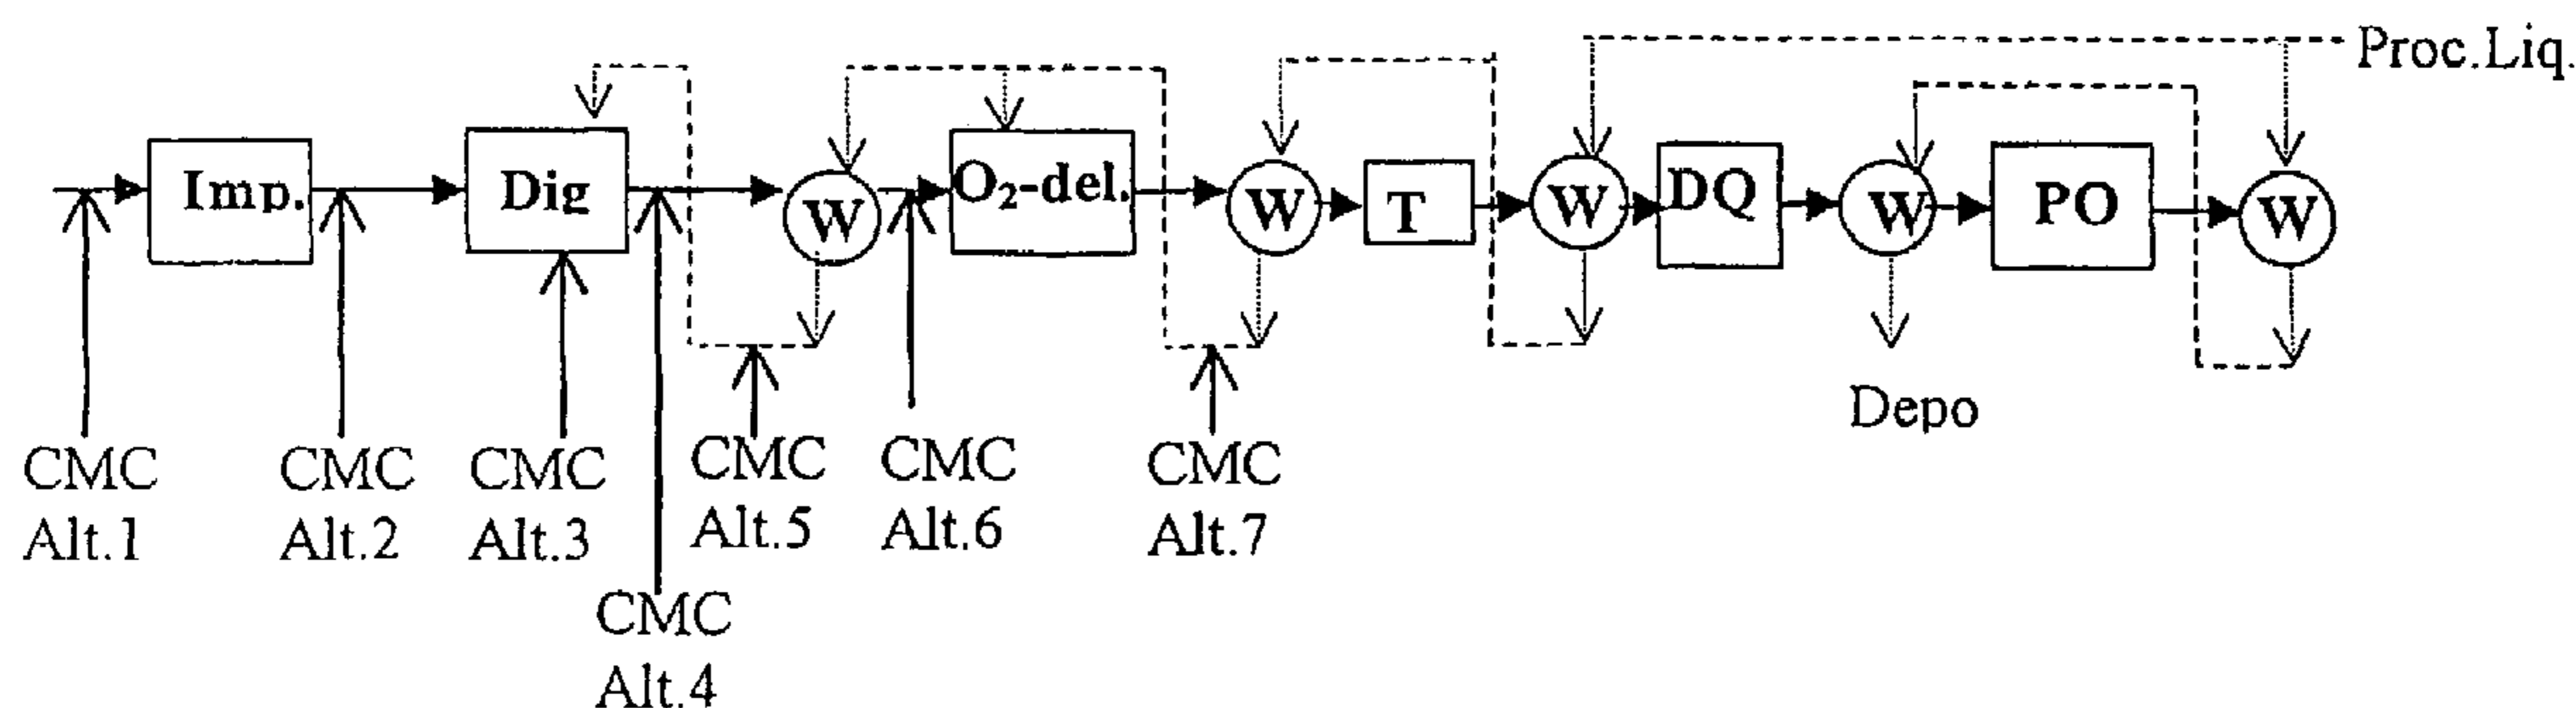 Proc.Liq.
Imp.
Dig
W
O₂-del.
W
T
W
DQ
W
PO
W
Depo
CMC
Alt.1
CMC
Alt.2
CMC
Alt.3
CMC
Alt.4
CMC
Alt.5
CMC
Alt.6
CMC
Alt.7